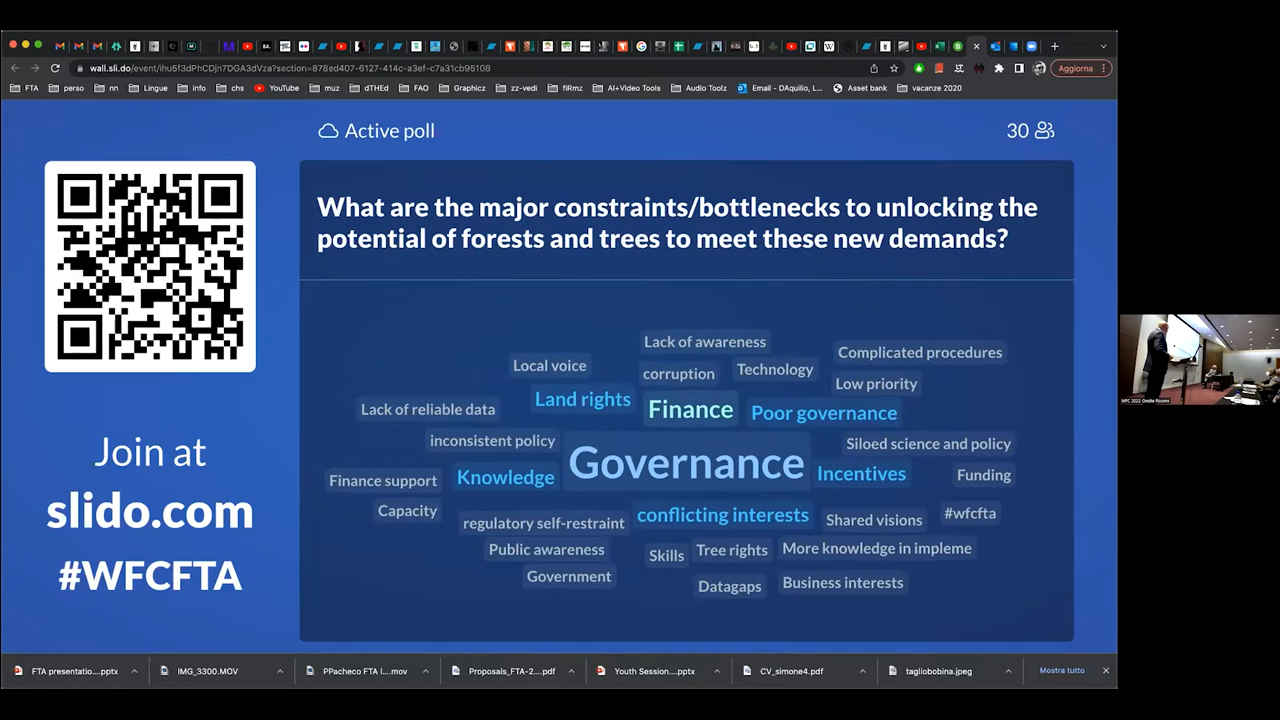 wall.sli.do/event/ihu5f3dPhCDjn7DGA3dVza?section=878ed407-6127-414c-a3ef-c7a31cb95108
Aggiorna
FTA
perso
nn
Lingue
info
chs
YouTube
muz
dTHEd
FAO
Graphicz
zz-vedi
fiRmz
AI+Video Tools
Audio Toolz
Email - DAquilio, L...
Asset bank
vacanze 2020
Active poll
30
What are the major constraints/bottlenecks to unlocking the
potential of forests and trees to meet these new demands?
Lack of awareness
Complicated procedures
Local voice
corruption
Technology
Low priority
Land rights
Finance
Poor governance
Lack of reliable data
inconsistent policy
Governance
Siloed science and policy
Finance support
Knowledge
Incentives
Funding
Capacity
regulatory self-restraint
conflicting interests
Shared visions
#wfcfta
Public awareness
Skills
Tree rights
More knowledge in impleme
Government
Datagaps
Business interests
Join at
slido.com
#WFCFTA
WFC 2022 Onsite Rooms
FTA presentatio....pptx
IMG_3300.MOV
PPacheco FTA I....mov
Proposals_FTA-2....pdf
Youth Session....pptx
CV_simone4.pdf
tagliobobina.jpeg
Mostra tutto